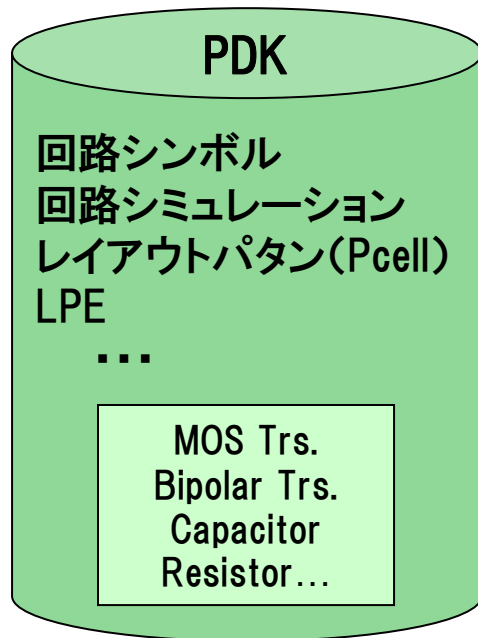 PDK
回路シンボル
回路シミュレーション
レイアウトパタン(Pcell)
LPE
・・・
MOS Trs.
Bipolar Trs.
Capacitor
Resistor…